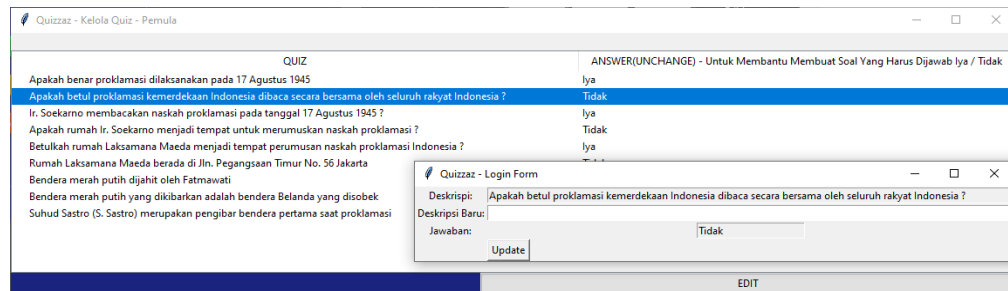 Quizzaz - Kelola Quiz - Pemula
QUIZ ANSWER(UNCHANGE) - Untuk Membantu Membuat Soal Yang Harus Dijawab Iya / Tidak
Apakah benar proklamasi dilaksanakan pada 17 Agustus 1945 Iya
Apakah betul proklamasi kemerdekaan Indonesia dibaca secara bersama oleh seluruh rakyat Indonesia ? Tidak
Ir. Soekarno membacakan naskah proklamasi pada tanggal 17 Agustus 1945 ? Iya
Apakah rumah Ir. Soekarno menjadi tempat untuk merumuskan naskah proklamasi ? Tidak
Betulkah rumah Laksamana Maeda menjadi tempat perumusan naskah proklamasi Indonesia ? Iya
Rumah Laksamana Maeda berada di Jln. Pegangsaan Timur No. 56 Jakarta
Bendera merah putih dijahit oleh Fatmawati
Bendera merah putih yang dikibarkan adalah bendera Belanda yang disobek
Suhud Sastro (S. Sastro) merupakan pengibar bendera pertama saat proklamasi
Quizzaz - Login Form
Deskripsi: Apakah betul proklamasi kemerdekaan Indonesia dibaca secara bersama oleh seluruh rakyat Indonesia ?
Deskripsi Baru:
Jawaban: Tidak
Update
EDIT